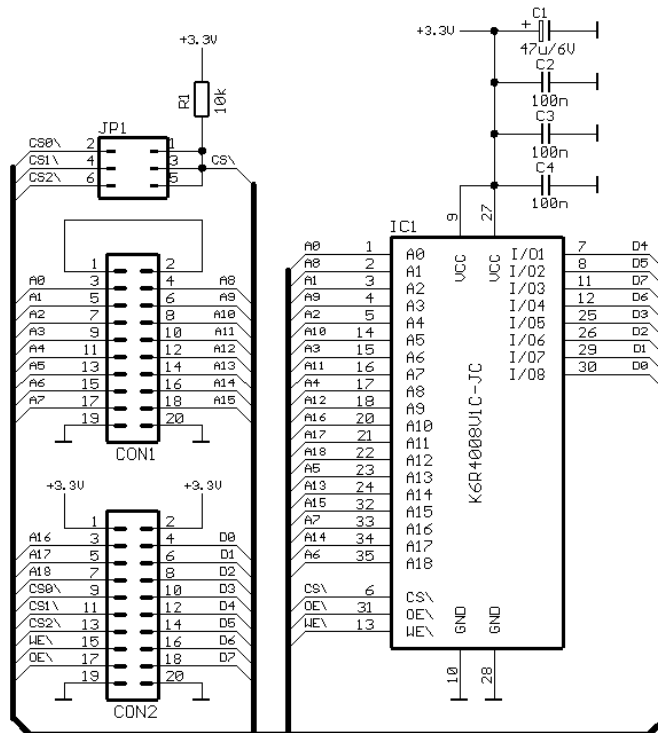 +3.3V
R1
10k
JP1
CS0\ 2 1
CS1\ 4 3 CS\
CS2\ 6 5
1 2
A0 3 4 A8
A1 5 6 A9
A2 7 8 A10
A3 9 10 A11
A4 11 12 A12
A5 13 14 A13
A6 15 16 A14
A7 17 18 A15
19 20
CON1
+3.3V +3.3V
1 2
A16 3 4 D0
A17 5 6 D1
A18 7 8 D2
CS0\ 9 10 D3
CS1\ 11 12 D4
CS2\ 13 14 D5
WE\ 15 16 D6
OE\ 17 18 D7
19 20
CON2
+3.3V
+ C1
47u/6V
C2
100n
C3
100n
C4
100n
9 27
IC1
VCC VCC
A0 1 A0 I/O1 7 D4
A8 2 A1 I/O2 8 D5
A1 3 A2 I/O3 11 D7
A9 4 A3 I/O4 12 D6
A2 5 A4 I/O5 25 D3
A10 14 A5 I/O6 26 D2
A3 15 A6 I/O7 29 D1
A11 16 A7 I/O8 30 D0
A4 17 A8
A12 18 A9
A16 20 A10
A17 21 A11
A18 22 A12
A5 23 A13
A13 24 A14
A15 32 A15
A7 33 A16
A14 34 A17
A6 35 A18
K6R4008V1C-JC
CS\ 6 CS\
OE\ 31 OE\
WE\ 13 WE\
GND GND
10 28